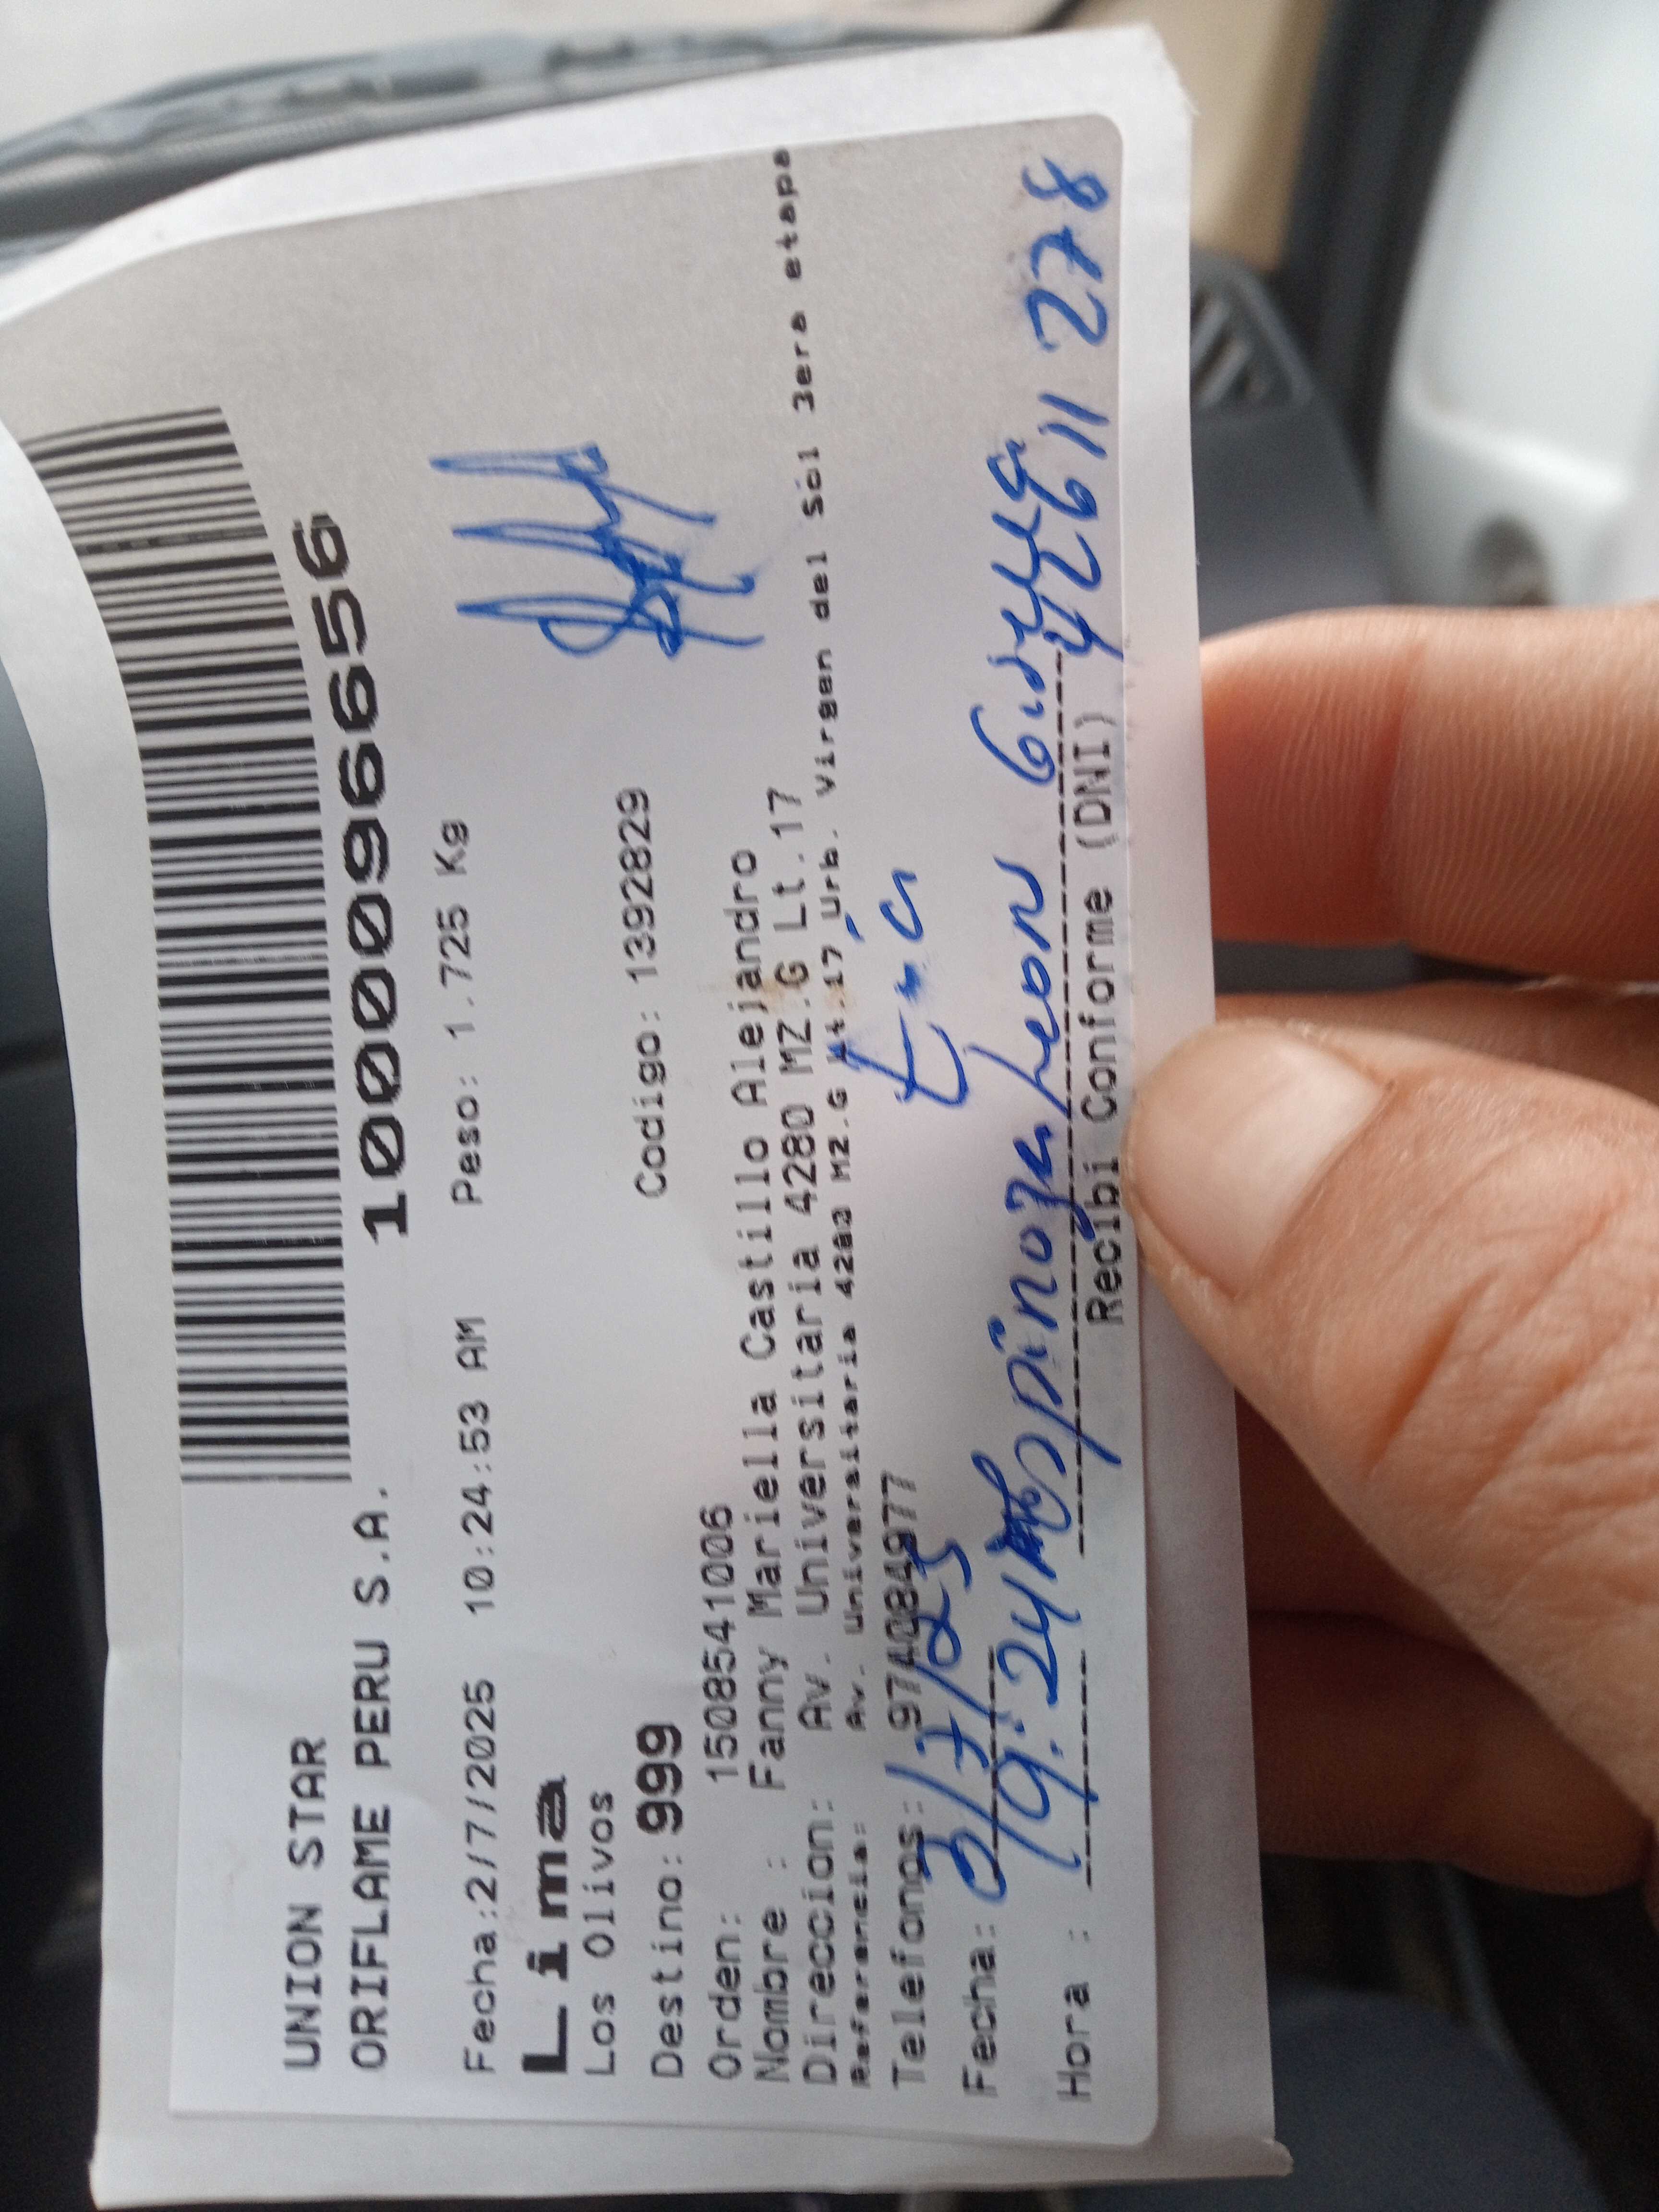 UNION STAR
ORIFLAME PERU S.A.
1000096656
Fecha:2/7/2025 10:24:53 AM Peso: 1.725 Kg
Lima
Los Olivos
Destino: 999 Codigo: 1392829
Orden: 15085541006
Nombre : Fanny Mariella Castillo Alejandro
Direccion: Av. Universitaria 4280 MZ.G Lt.17
Referencia: Av. Universitaria 4280 MZ.G Lt.17 Urb. Virgen del Sol 3era etapa
Telefonos: 974084977
Tia
Fecha: 3/7/25
Espinoza Leon
Hora : 19:24
42611278
Recibi Conforme (DNI)